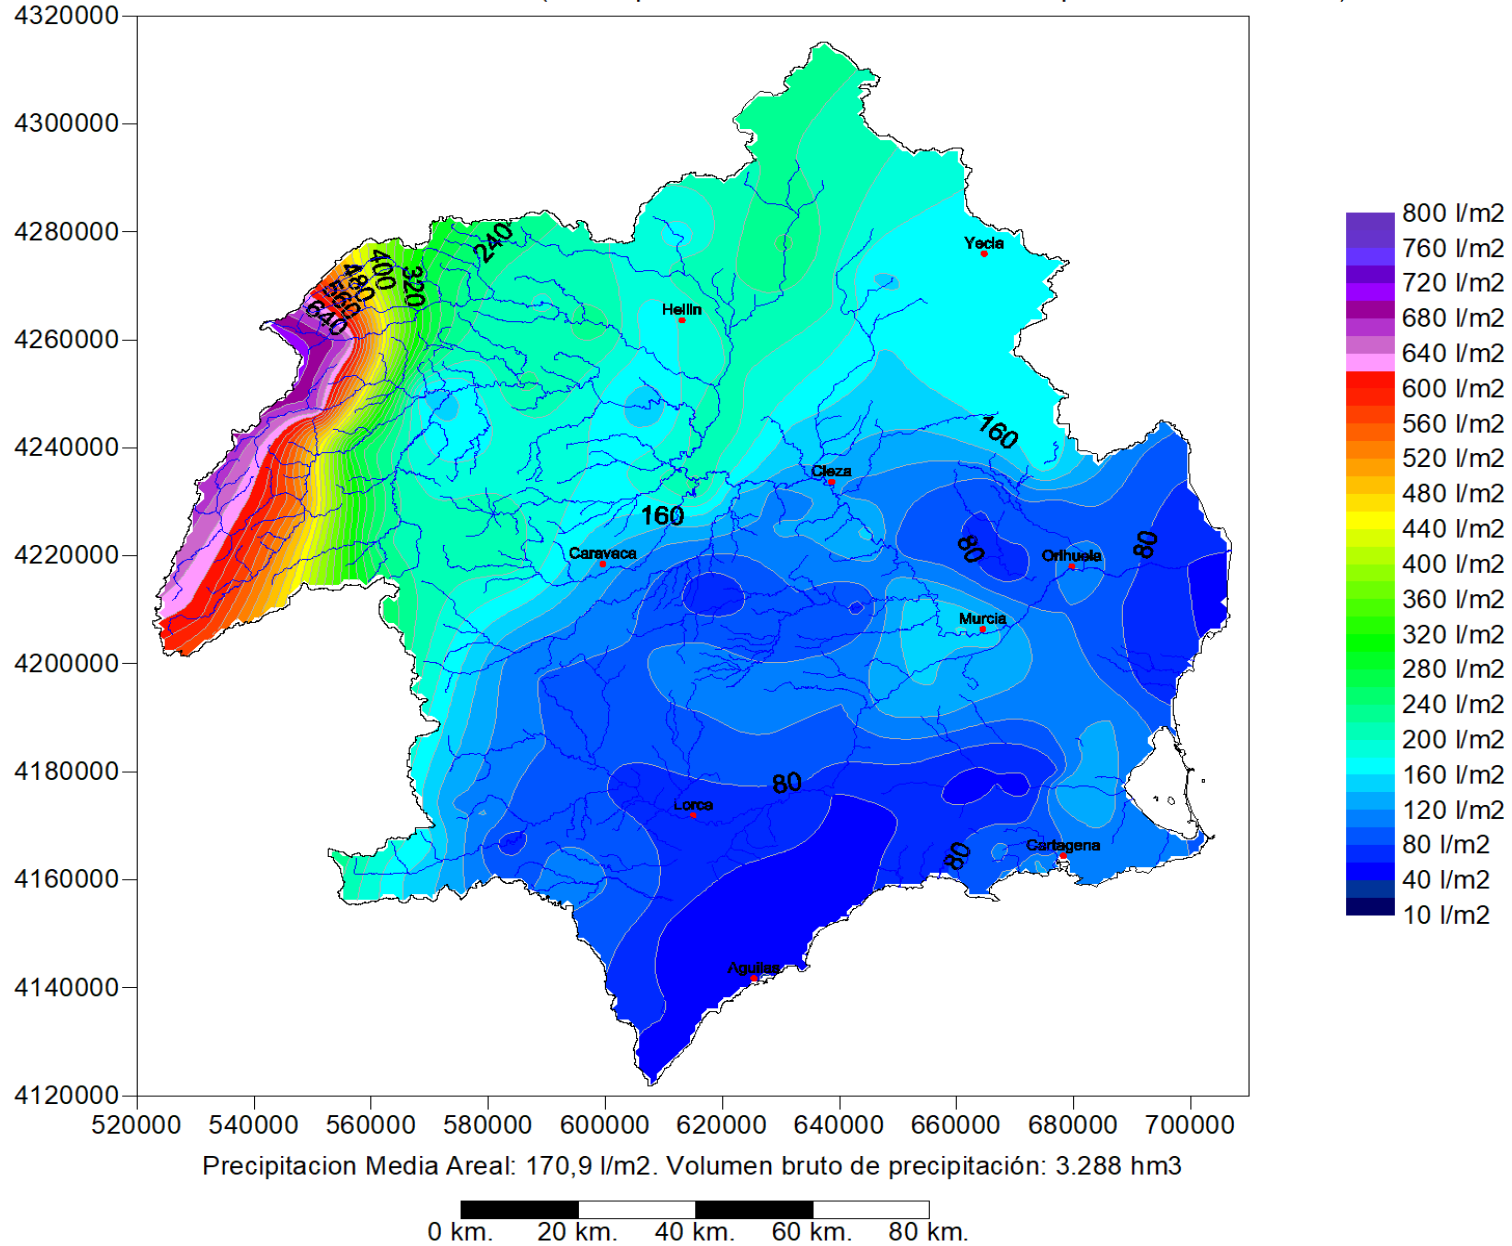 4320000
4300000
4280000
4260000
4240000
4220000
4200000
4180000
4160000
4140000
4120000
520000 540000 560000 580000 600000 620000 640000 660000 680000 700000
240
400
320
480
560
640
Yecla
Hellin
160
Cieza
160
Caravaca
80
Orihuela
80
Murcia
80
Lorca
80
Cartagena
Aguilas
800 l/m2
760 l/m2
720 l/m2
680 l/m2
640 l/m2
600 l/m2
560 l/m2
520 l/m2
480 l/m2
440 l/m2
400 l/m2
360 l/m2
320 l/m2
280 l/m2
240 l/m2
200 l/m2
160 l/m2
120 l/m2
80 l/m2
40 l/m2
10 l/m2
Precipitacion Media Areal: 170,9 l/m2. Volumen bruto de precipitación: 3.288 hm3
0 km. 20 km. 40 km. 60 km. 80 km.